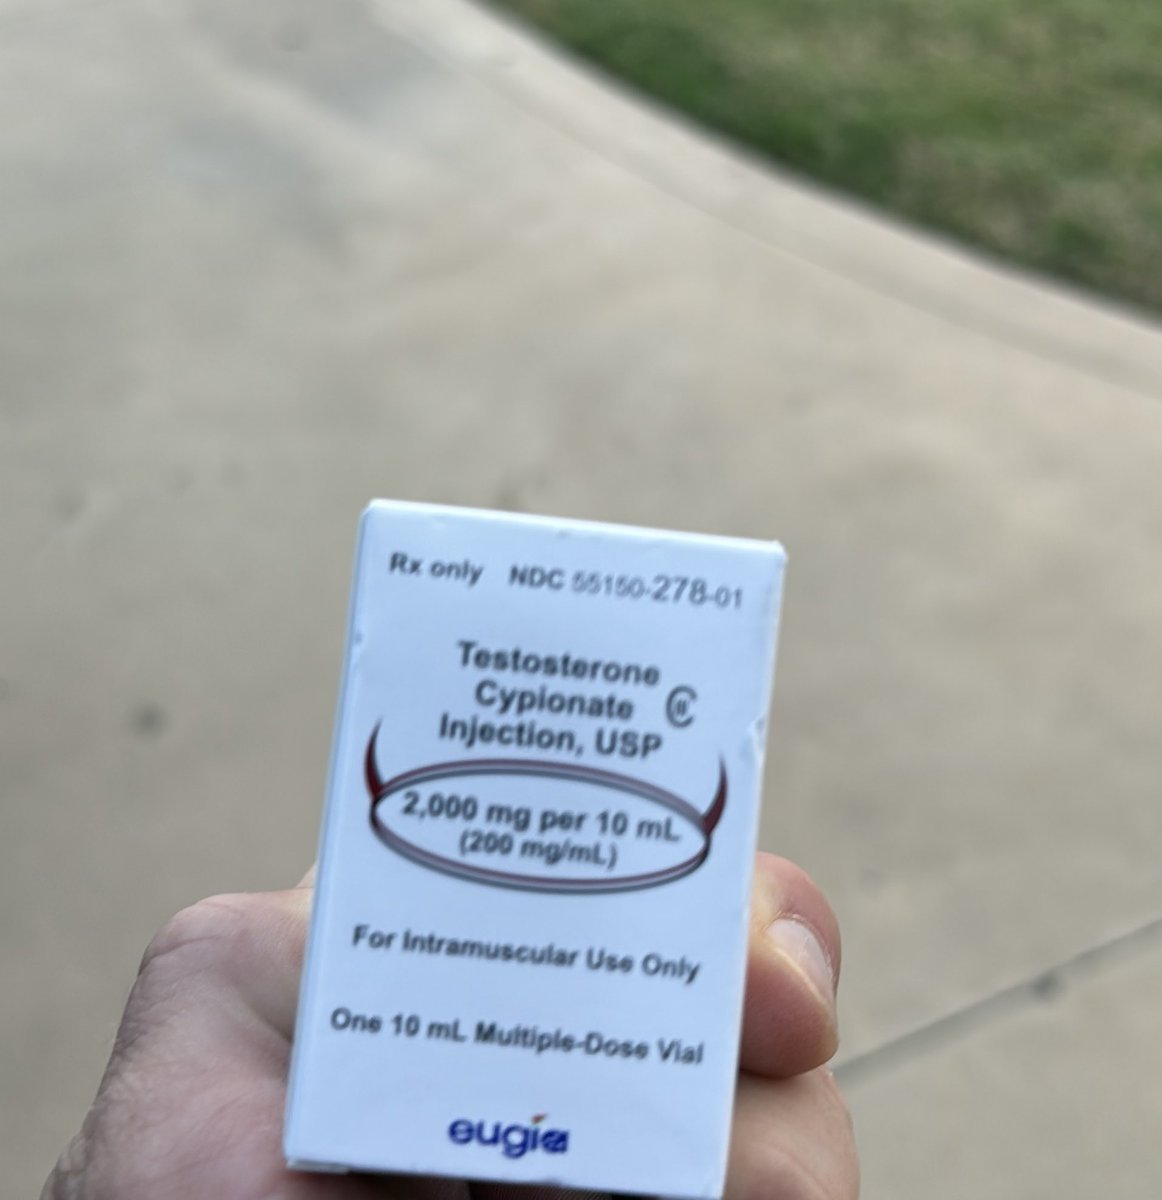 Rx only NDC 55150-278-01
Testosterone
Cypionate CIII
Injection, USP
2,000 mg per 10 mL
(200 mg/mL)
For Intramuscular Use Only
One 10 mL Multiple-Dose Vial
eugia